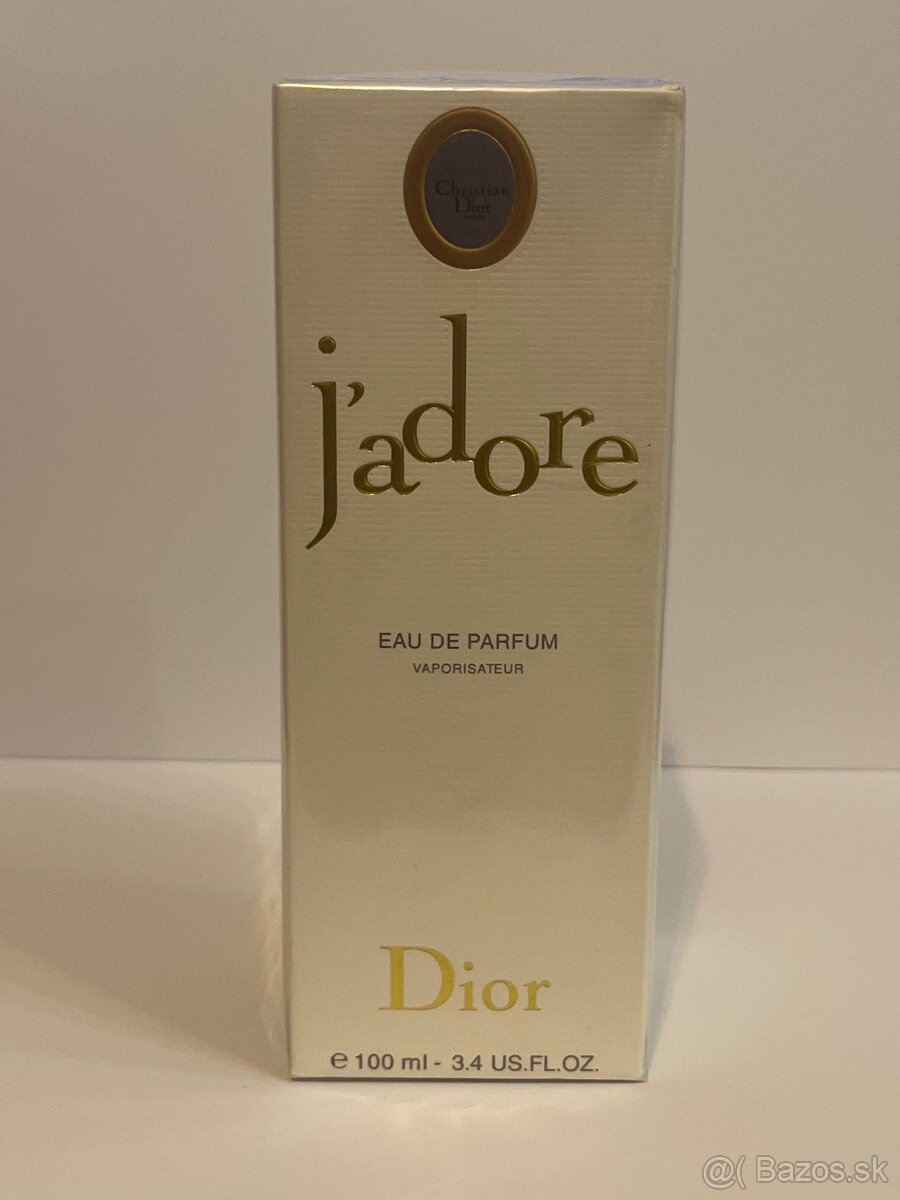 Christian
Dior
j'adore
EAU DE PARFUM
VAPORISATEUR
Dior
℮ 100 ml - 3.4 US.FL.OZ.
@( Bazos.sk